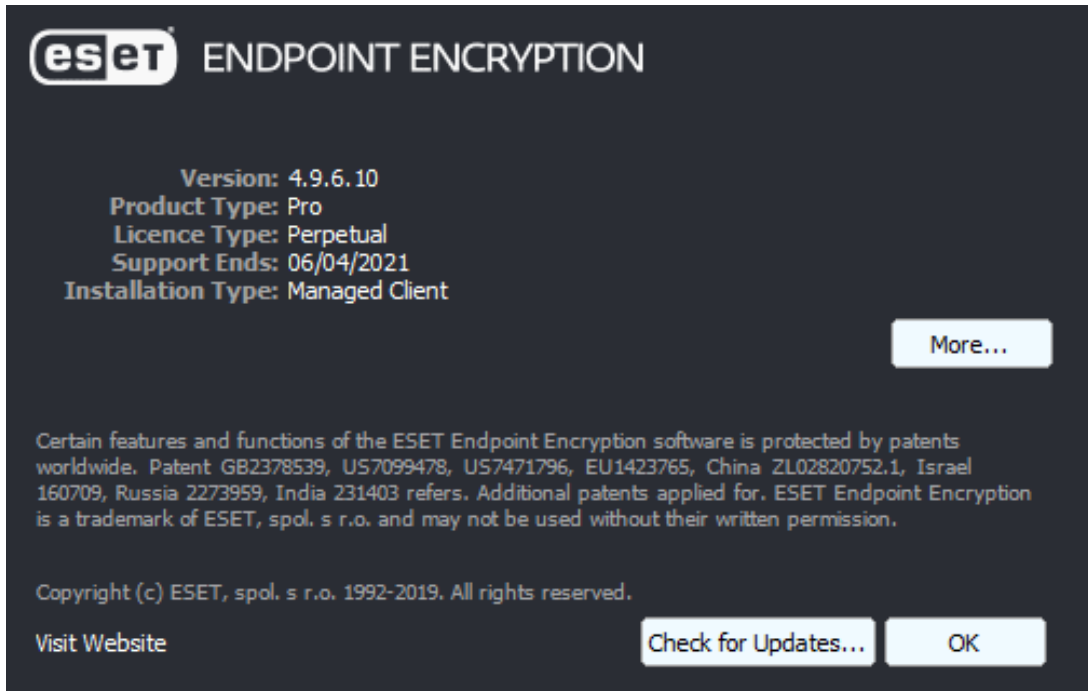 eset ENDPOINT ENCRYPTION
Version: 4.9.6.10
Product Type: Pro
Licence Type: Perpetual
Support Ends: 06/04/2021
Installation Type: Managed Client
More...
Certain features and functions of the ESET Endpoint Encryption software is protected by patents
worldwide. Patent GB2378539, US7099478, US7471796, EU1423765, China ZL02820752.1, Israel
160709, Russia 2273959, India 231403 refers. Additional patents applied for. ESET Endpoint Encryption
is a trademark of ESET, spol. s r.o. and may not be used without their written permission.
Copyright (c) ESET, spol. s r.o. 1992-2019. All rights reserved.
Visit Website Check for Updates... OK